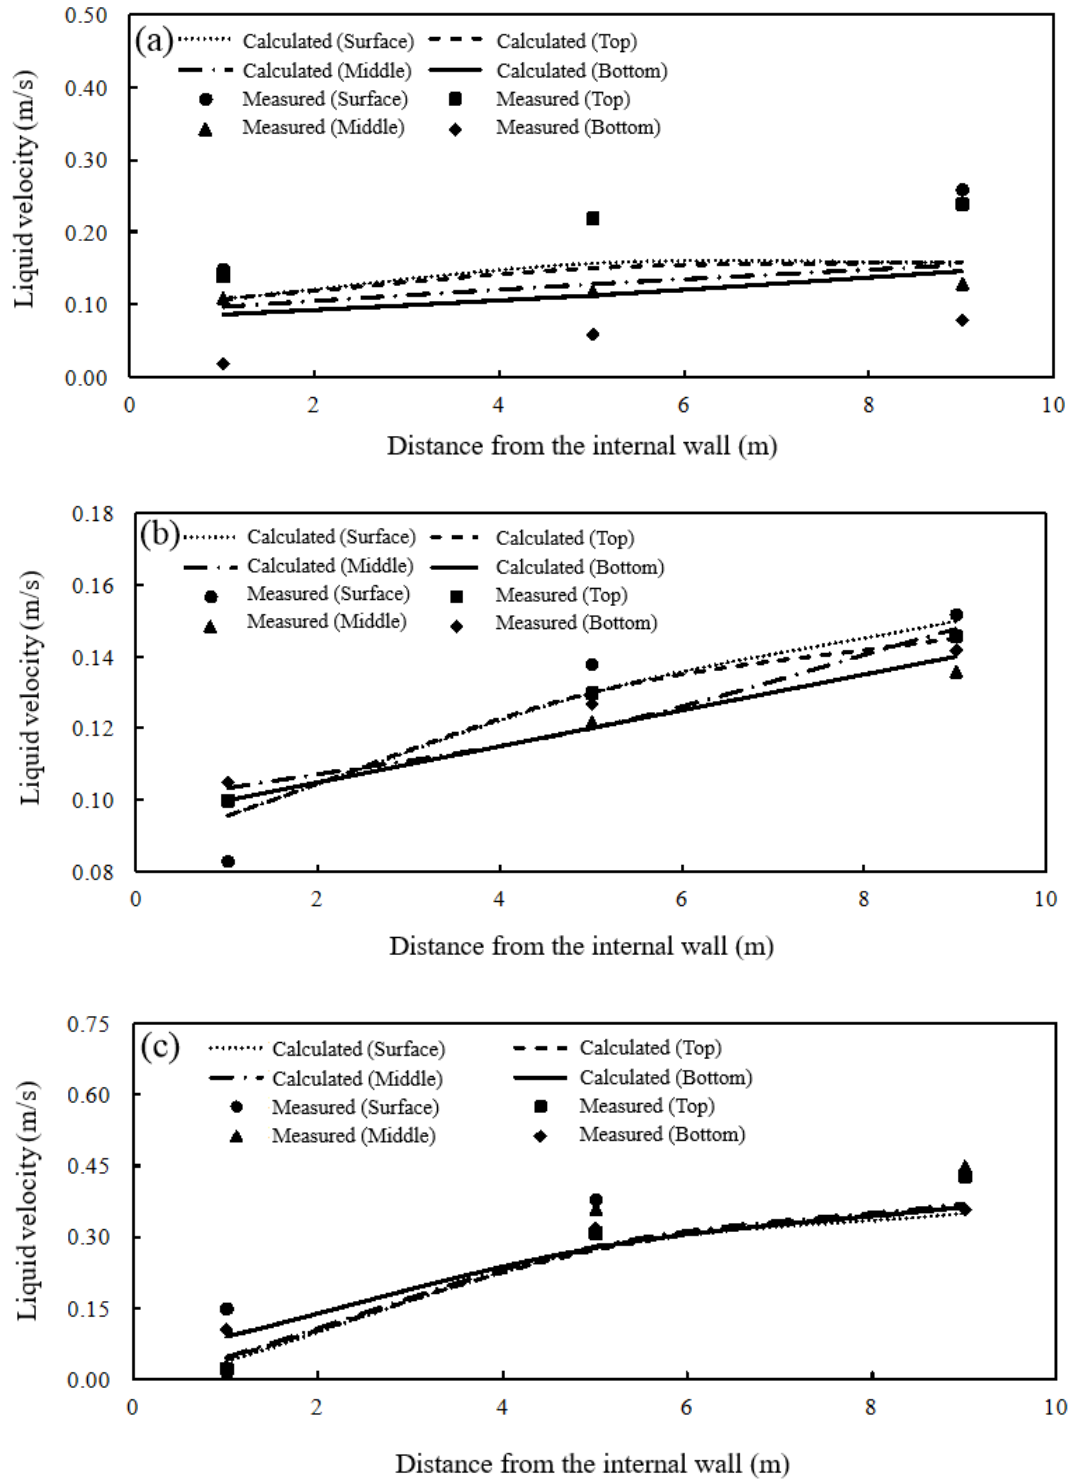 0.50
(a)
Calculated (Surface) Calculated (Top)
Calculated (Middle) Calculated (Bottom)
0.40
Measured (Surface) Measured (Top)
Measured (Middle) Measured (Bottom)
0.30
0.20
0.10
0.00
Liquid velocity (m/s)
0 2 4 6 8 10
Distance from the internal wall (m)
0.18
(b)
Calculated (Surface) Calculated (Top)
Calculated (Middle) Calculated (Bottom)
0.16
Measured (Surface) Measured (Top)
Measured (Middle) Measured (Bottom)
0.14
0.12
0.10
0.08
Liquid velocity (m/s)
0 2 4 6 8 10
Distance from the internal wall (m)
0.75
(c)
Calculated (Surface) Calculated (Top)
Calculated (Middle) Calculated (Bottom)
0.60
Measured (Surface) Measured (Top)
Measured (Middle) Measured (Bottom)
0.45
0.30
0.15
0.00
Liquid velocity (m/s)
0 2 4 6 8 10
Distance from the internal wall (m)